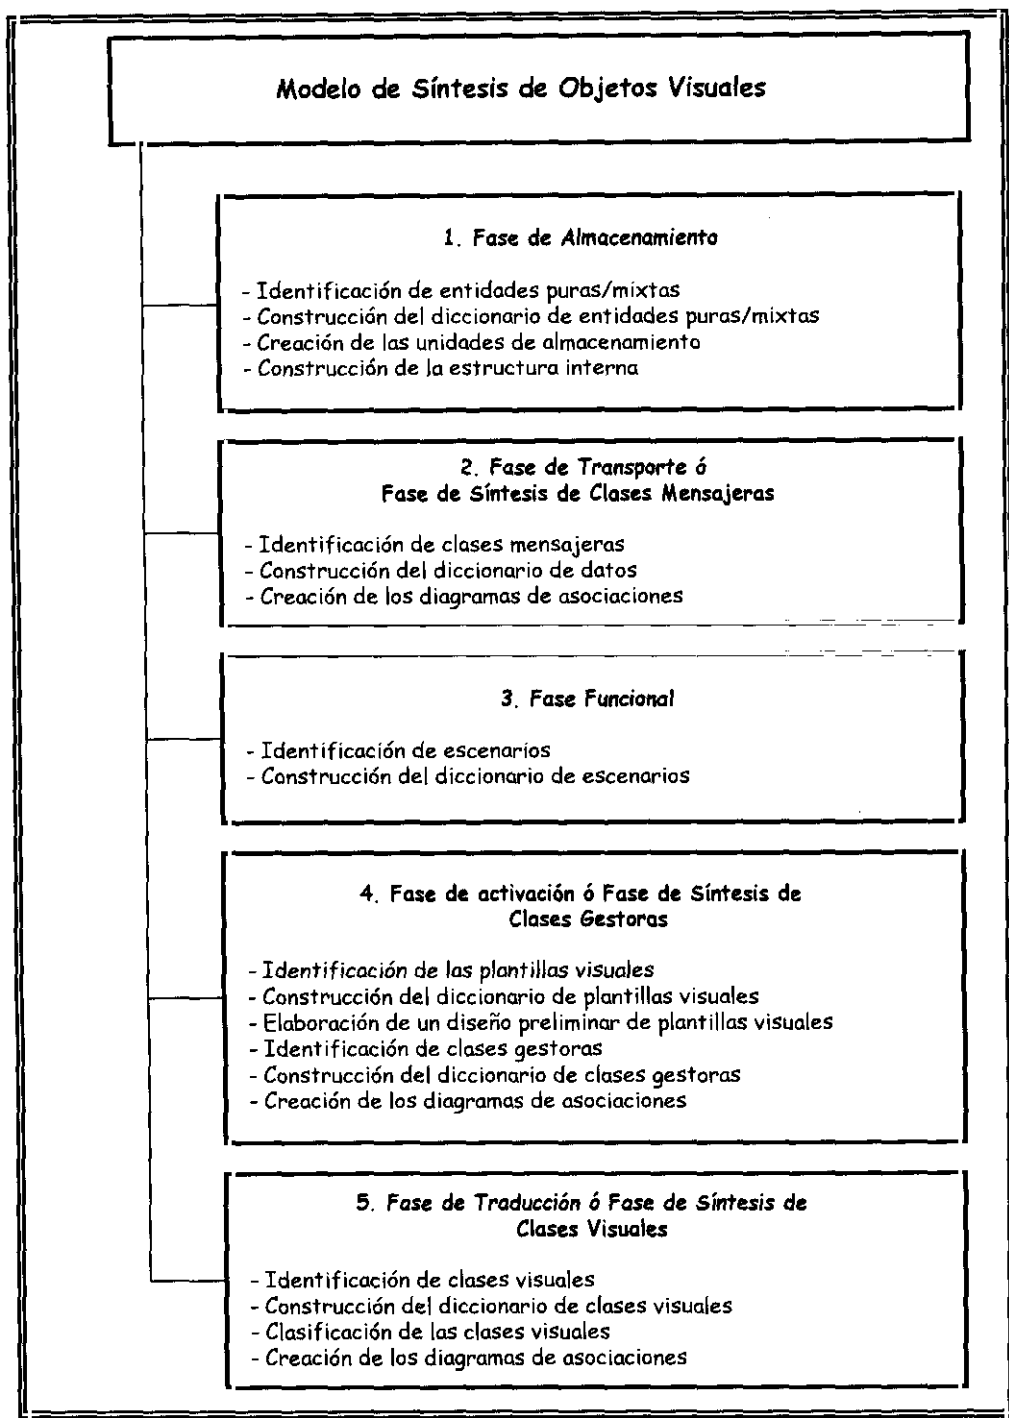 Modelo de Síntesis de Objetos Visuales
1. Fase de Almacenamiento
- Identificación de entidades puras/mixtas
- Construcción del diccionario de entidades puras/mixtas
- Creación de las unidades de almacenamiento
- Construcción de la estructura interna
2. Fase de Transporte ó
Fase de Síntesis de Clases Mensajeras
- Identificación de clases mensajeras
- Construcción del diccionario de datos
- Creación de los diagramas de asociaciones
3. Fase Funcional
- Identificación de escenarios
- Construcción del diccionario de escenarios
4. Fase de activación ó Fase de Síntesis de
Clases Gestoras
- Identificación de las plantillas visuales
- Construcción del diccionario de plantillas visuales
- Elaboración de un diseño preliminar de plantillas visuales
- Identificación de clases gestoras
- Construcción del diccionario de clases gestoras
- Creación de los diagramas de asociaciones
5. Fase de Traducción ó Fase de Síntesis de
Clases Visuales
- Identificación de clases visuales
- Construcción del diccionario de clases visuales
- Clasificación de las clases visuales
- Creación de los diagramas de asociaciones